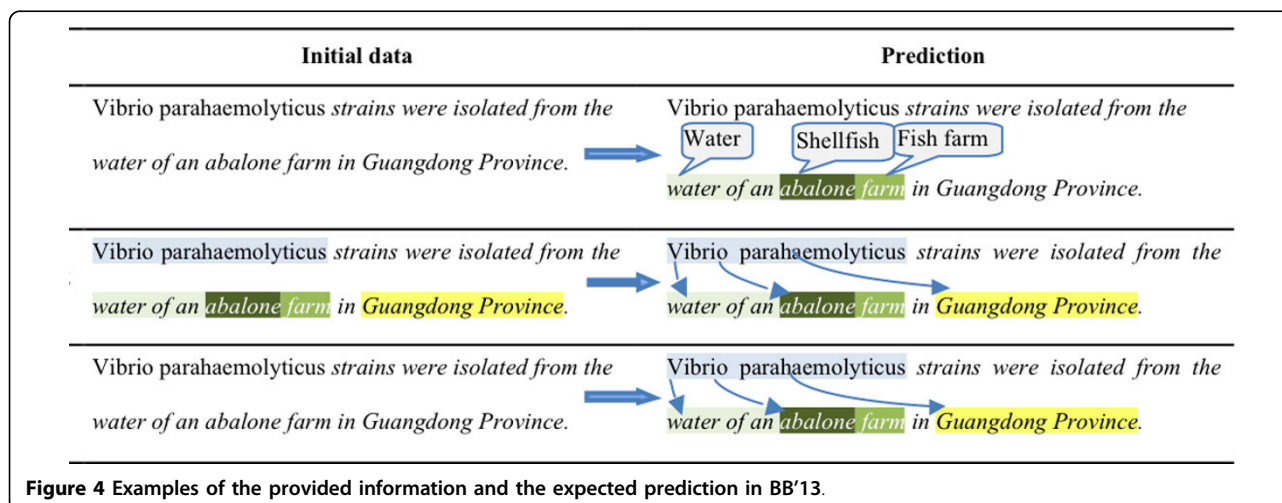 Initial data
Prediction
Vibrio parahaemolyticus strains were isolated from the
water of an abalone farm in Guangdong Province.
Vibrio parahaemolyticus strains were isolated from the
Water
Shellfish
Fish farm
water of an abalone farm in Guangdong Province.
Vibrio parahaemolyticus strains were isolated from the
water of an abalone farm in Guangdong Province.
Vibrio parahaemolyticus strains were isolated from the
water of an abalone farm in Guangdong Province.
Vibrio parahaemolyticus strains were isolated from the
water of an abalone farm in Guangdong Province.
Vibrio parahaemolyticus strains were isolated from the
water of an abalone farm in Guangdong Province.
Figure 4 Examples of the provided information and the expected prediction in BB'13.